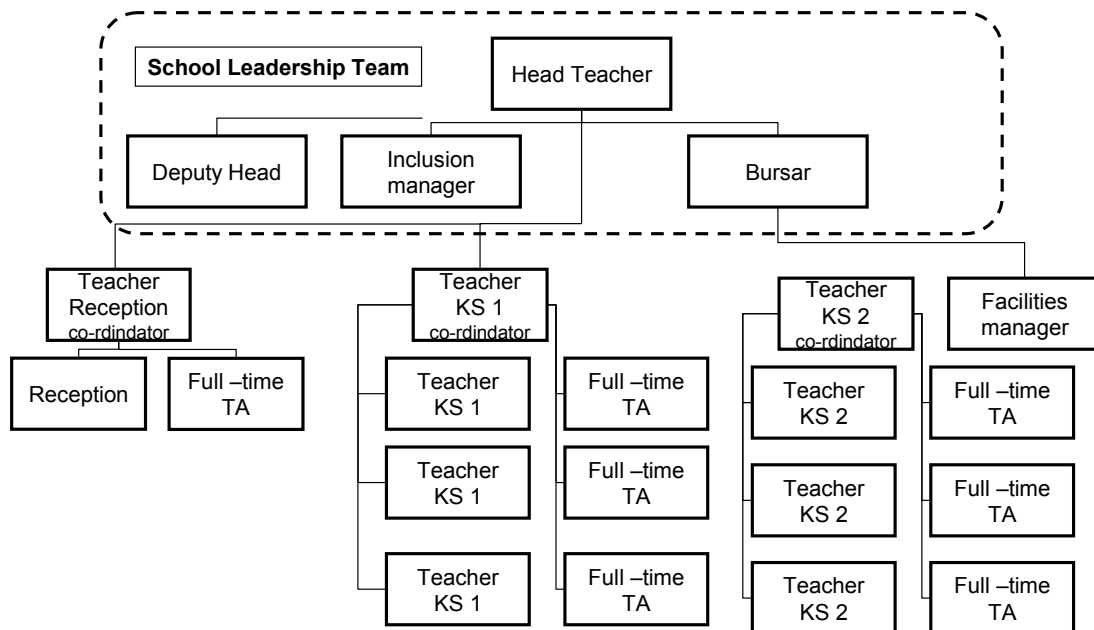 School Leadership Team
Head Teacher
Deputy Head
Inclusion
manager
Bursar
Teacher
Reception
co-rdindator
Teacher
KS 1
co-rdindator
Teacher
KS 2
co-rdindator
Facilities
manager
Reception
Full –time
TA
Teacher
KS 1
Full –time
TA
Teacher
KS 2
Full –time
TA
Teacher
KS 1
Full –time
TA
Teacher
KS 2
Full –time
TA
Teacher
KS 1
Full –time
TA
Teacher
KS 2
Full –time
TA